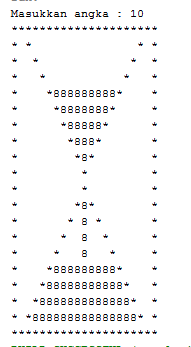 Masukkan angka : 10
*********************
* *               * *
*  *             *  *
*   *           *   *
*    *888888888*    *
*     *8888888*     *
*      *88888*      *
*       *888*       *
*        *8*        *
*         *         *
*         *         *
*        *8*        *
*       * 8 *       *
*      *  8  *      *
*     *   8   *     *
*    *888888888*    *
*   *88888888888*   *
*  *8888888888888*  *
* *888888888888888* *
*********************